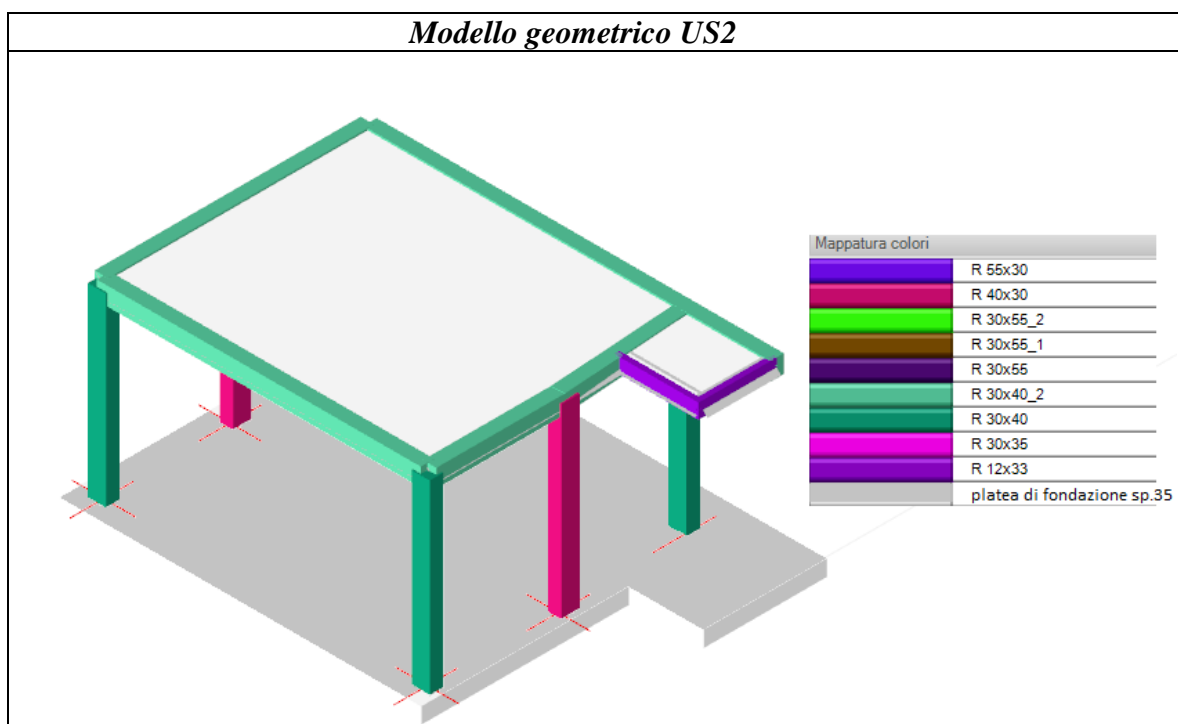 Modello geometrico US2
Mappatura colori
R 55x30
R 40x30
R 30x55_2
R 30x55_1
R 30x55
R 30x40_2
R 30x40
R 30x35
R 12x33
platea di fondazione sp.35